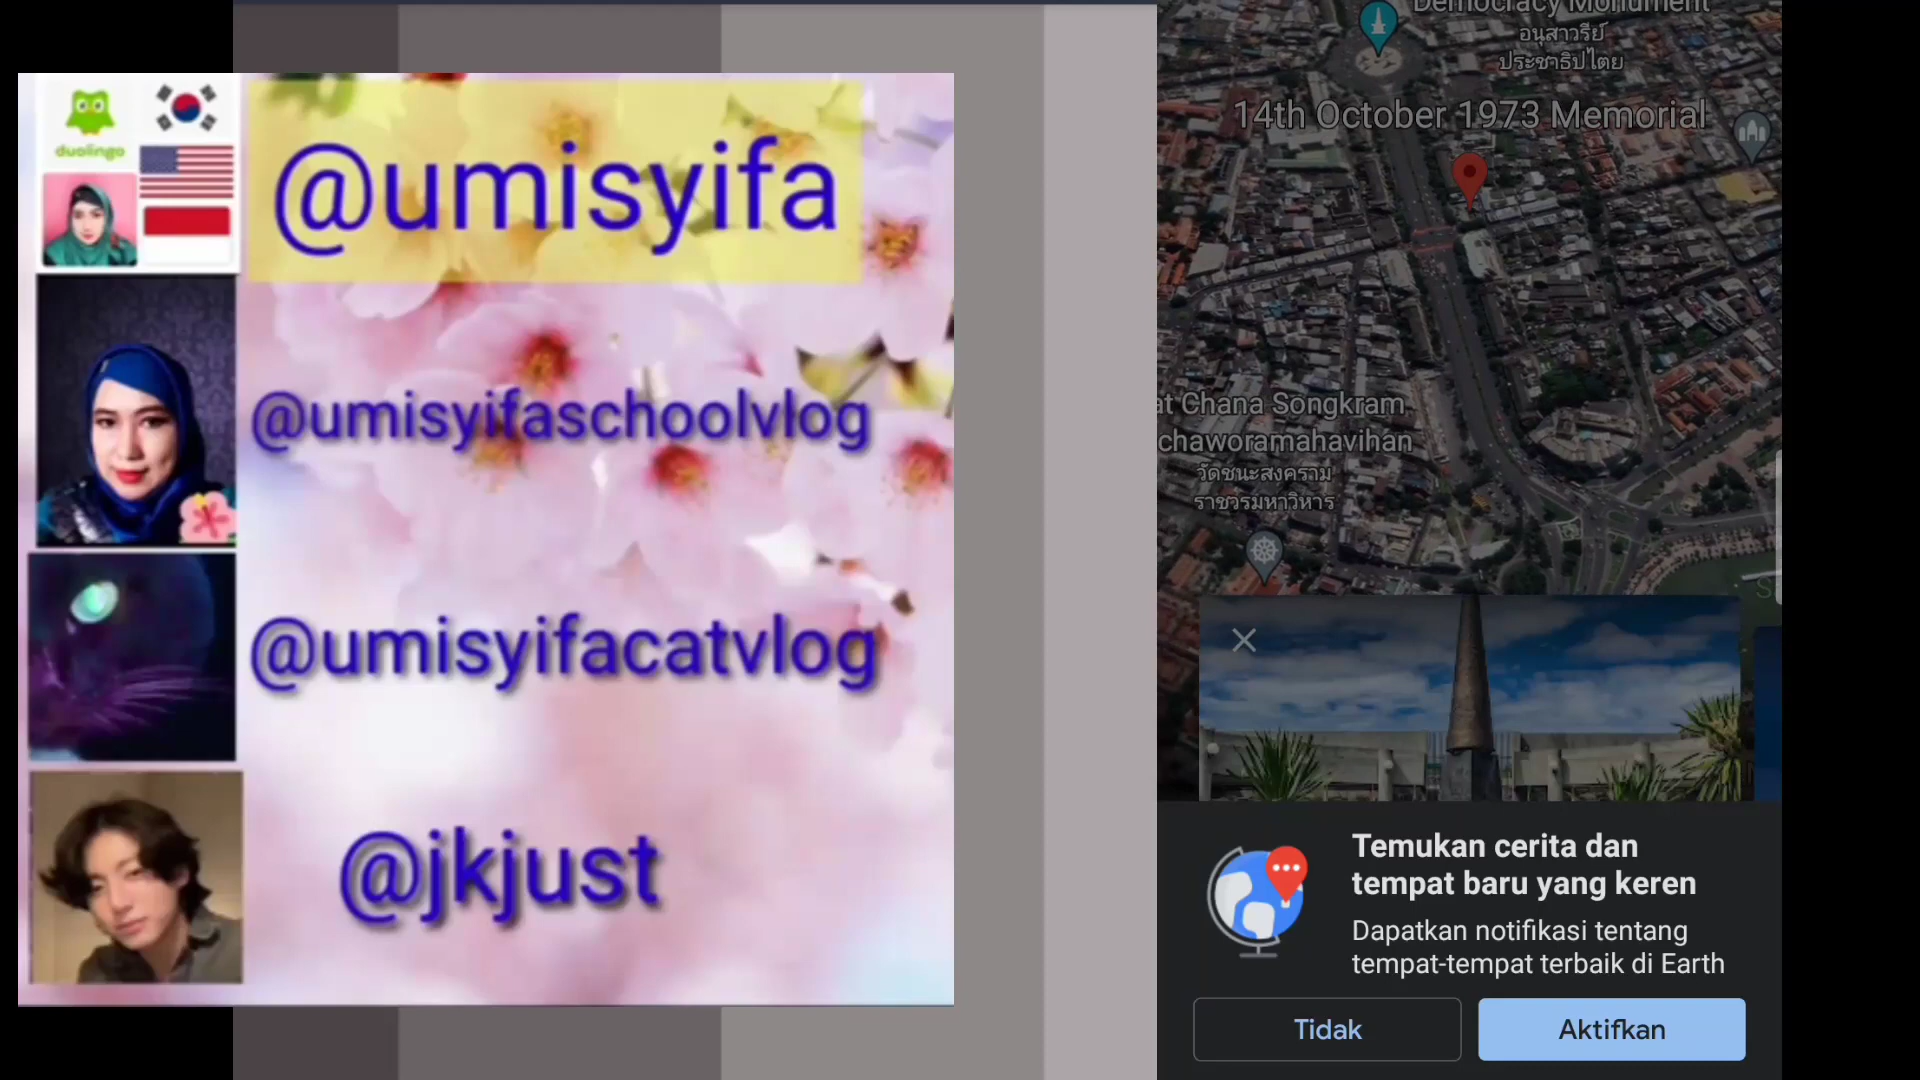 duolingo
@umisyifa
@umisyifaschoolvlog
@umisyifacatvlog
@jkjust
Democracy Monument
อนุสาวรีย์
ประชาธิปไตย
14th October 1973 Memorial
at Chana Songkram
chaworamahavihan
วัดชนะสงคราม
ราชวรมหาวิหาร
Temukan cerita dan
tempat baru yang keren
Dapatkan notifikasi tentang
tempat-tempat terbaik di Earth
Tidak
Aktifkan